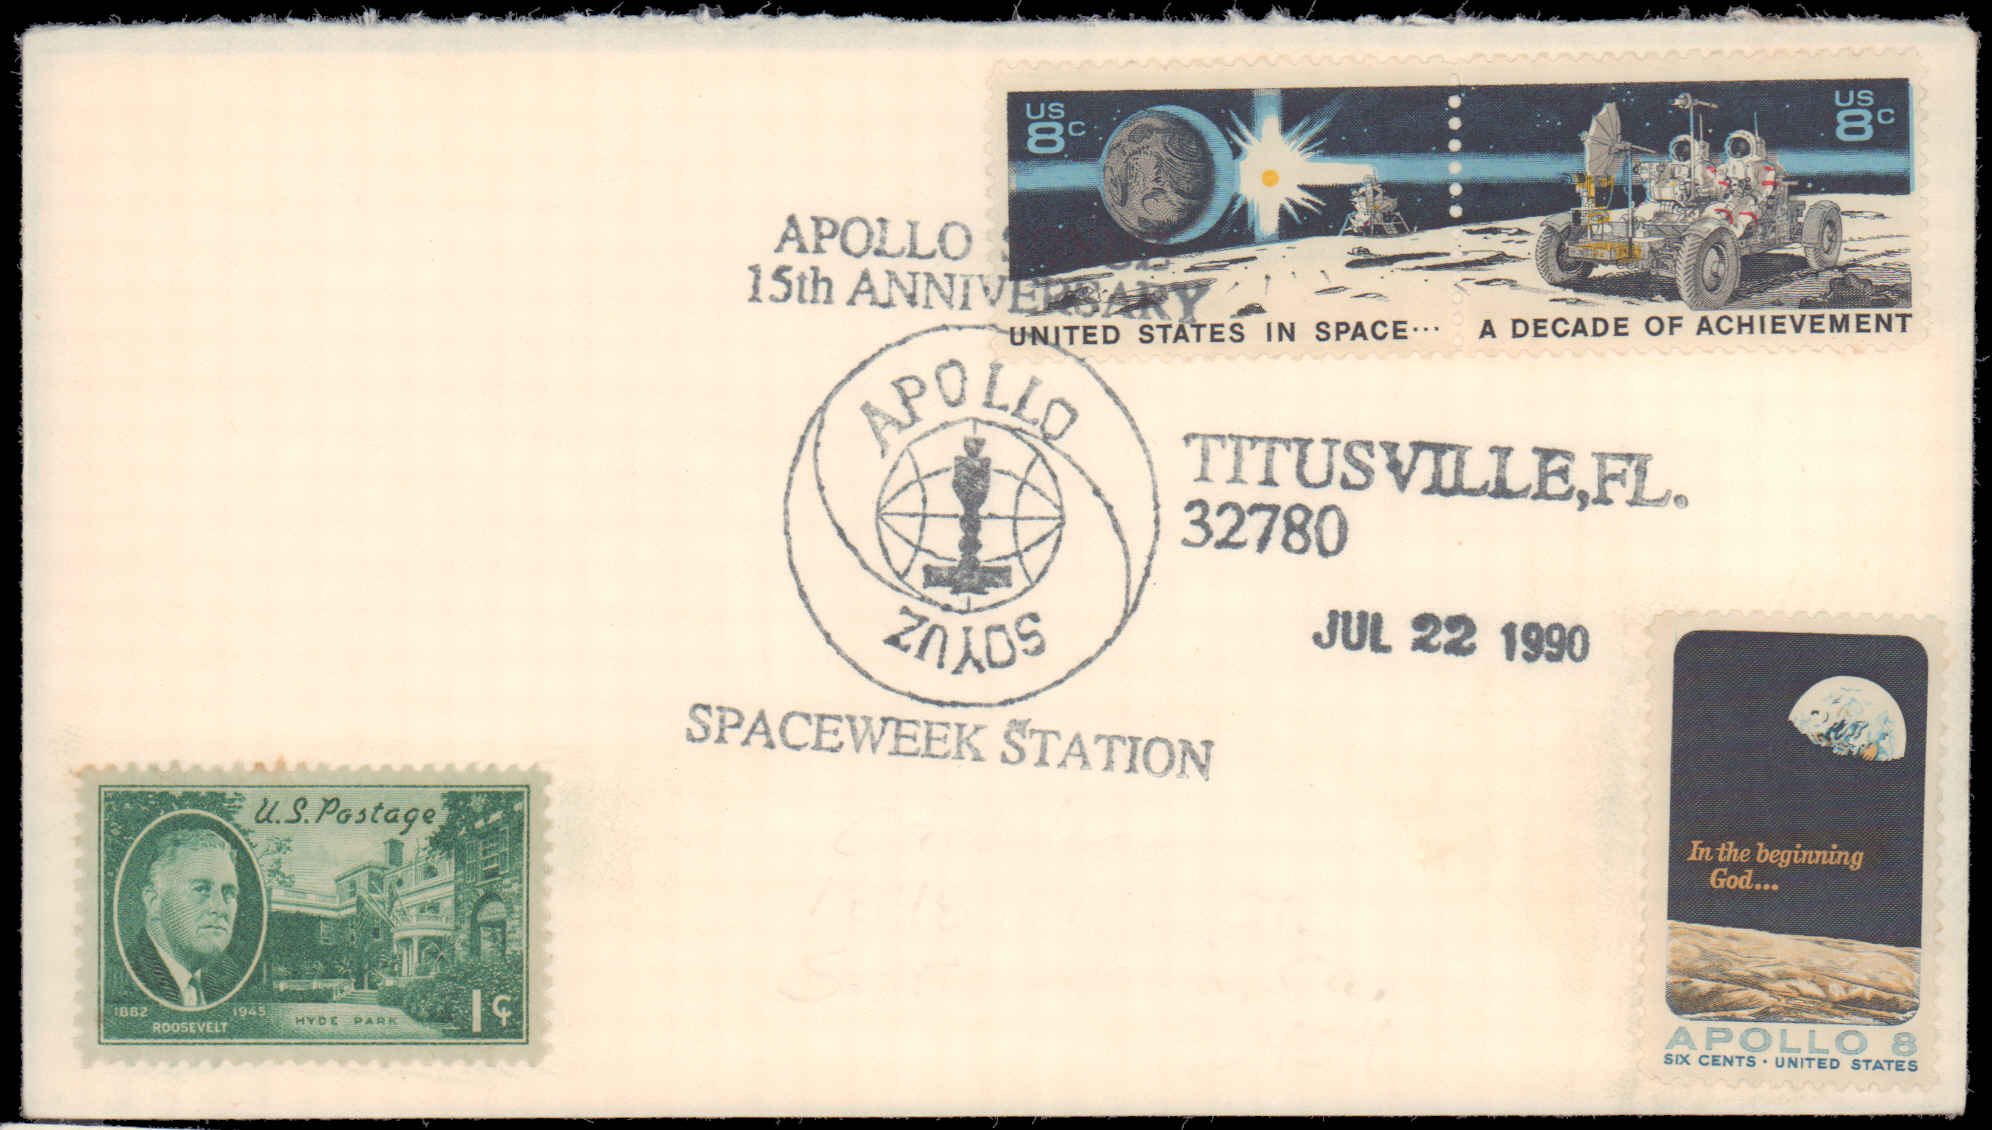 US
8c
US
8c
UNITED STATES IN SPACE...
A DECADE OF ACHIEVEMENT
APOLLO
15th ANNIVERSARY
APOLLO
SOYUZ
SPACEWEEK STATION
TITUSVILLE, FL.
32780
JUL 22 1990
U.S. Postage
1882
1945
ROOSEVELT
HYDE PARK
1¢
In the beginning
God...
APOLLO 8
SIX CENTS · UNITED STATES